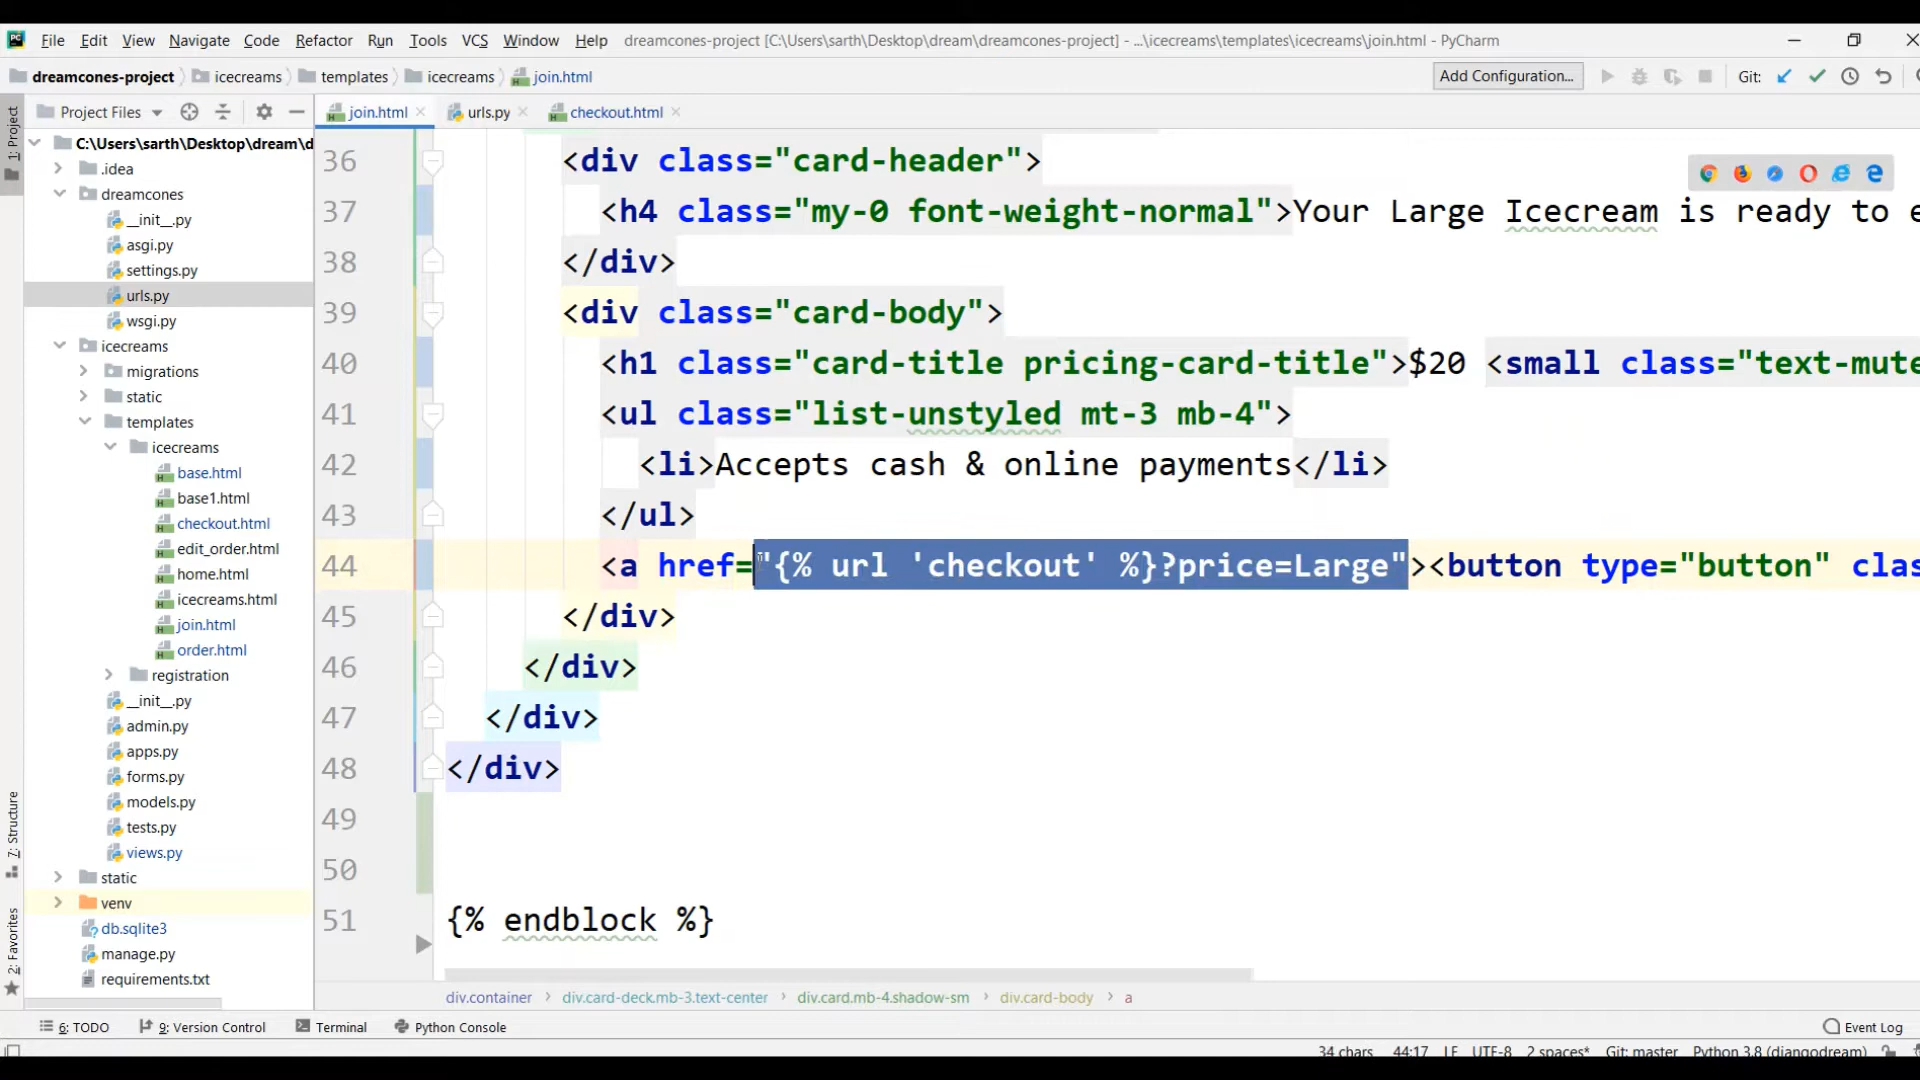 File Edit View Navigate Code Refactor Run Tools VCS Window Help dreamcones-project [C:\Users\sarth\Desktop\dream\dreamcones-project] - ...\icecreams\templates\icecreams\join.html - PyCharm
dreamcones-project icecreams templates icecreams join.html Add Configuration... Git:
Project Files join.html urls.py checkout.html
1: Project
C:\Users\sarth\Desktop\dream\d
.idea
dreamcones
__init__.py
asgi.py
settings.py
urls.py
wsgi.py
icecreams
migrations
static
templates
icecreams
base.html
base1.html
checkout.html
edit_order.html
home.html
icecreams.html
join.html
order.html
registration
__init__.py
admin.py
apps.py
forms.py
models.py
tests.py
views.py
static
venv
db.sqlite3
manage.py
requirements.txt
7: Structure
2: Favorites
36 <div class="card-header">
37 <h4 class="my-0 font-weight-normal">Your Large Icecream is ready to e
38 </div>
39 <div class="card-body">
40 <h1 class="card-title pricing-card-title">$20 <small class="text-mute
41 <ul class="list-unstyled mt-3 mb-4">
42 <li>Accepts cash & online payments</li>
43 </ul>
44 <a href="{% url 'checkout' %}?price=Large"><button type="button" clas
45 </div>
46 </div>
47 </div>
48 </div>
49
50
51 {% endblock %}
div.container div.card-deck.mb-3.text-center div.card.mb-4.shadow-sm div.card-body a
6: TODO 9: Version Control Terminal Python Console Event Log
34 chars 44:17 LF UTF-8 2 spaces* Git: master Python 3.8 (djangodream)